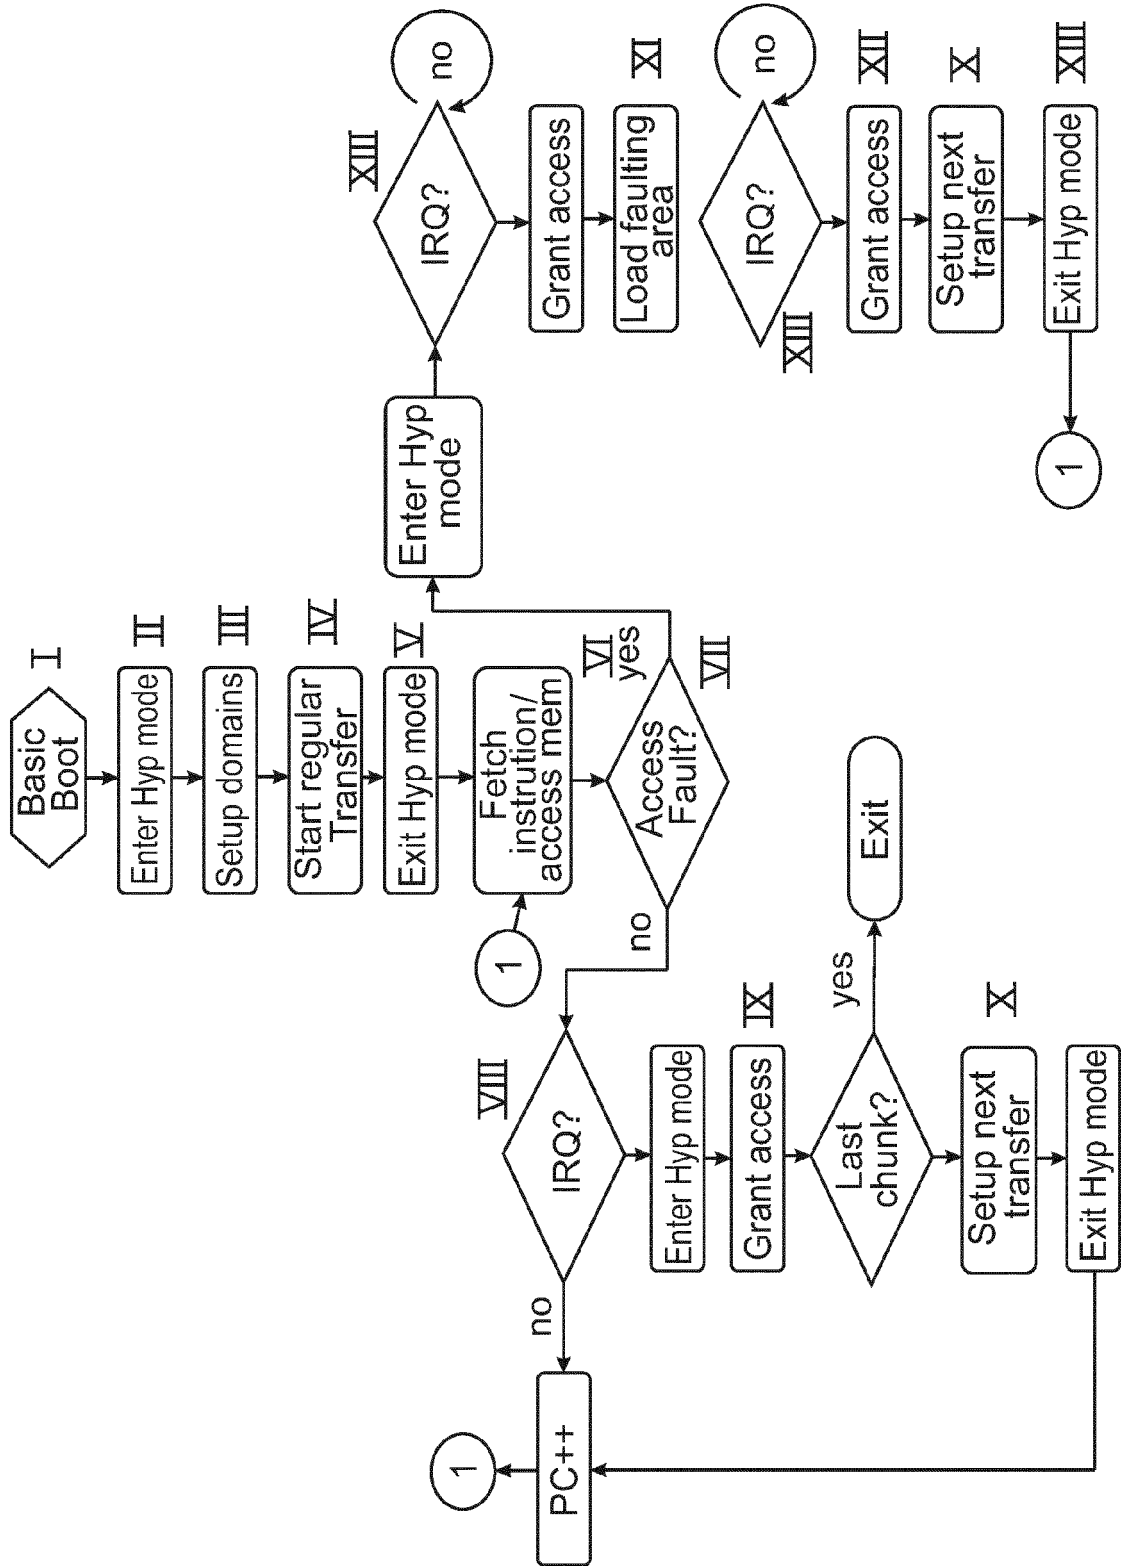 Basic
Boot
I
Enter Hyp mode
II
Setup domains
III
Start regular
Transfer
IV
Exit Hyp mode
V
1
Fetch
instrution/
access mem
VI
yes
Access
Fault?
VII
no
VIII
IRQ?
no
PC++
1
Enter Hyp mode
Grant access
IX
Last
chunk?
yes
Exit
Setup next
transfer
X
Exit Hyp mode
Enter Hyp
mode
XIII
IRQ?
no
Grant access
Load faulting
area
XI
XIII
IRQ?
no
Grant access
XII
Setup next
transfer
X
Exit Hyp mode
XIII
1